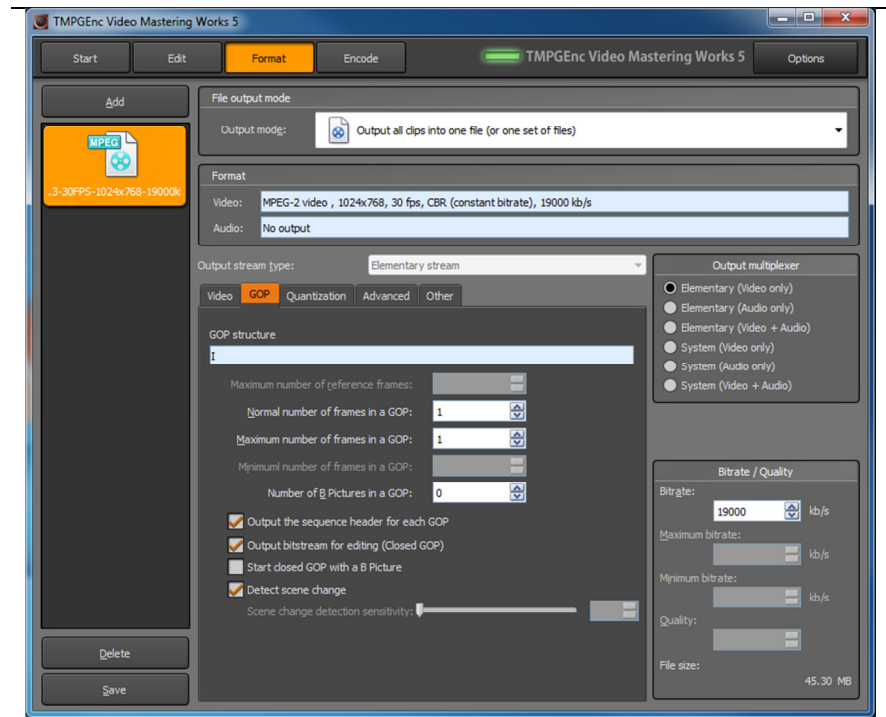 TMPGEnc Video Mastering Works 5
Start Edit Format Encode TMPGEnc Video Mastering Works 5 Options
Add
MPEG
.3-30FPS-1024x768-19000k
Delete
Save
File output mode
Output mode: Output all clips into one file (or one set of files)
Format
Video: MPEG-2 video , 1024x768, 30 fps, CBR (constant bitrate), 19000 kb/s
Audio: No output
Output stream type: Elementary stream
Video GOP Quantization Advanced Other
GOP structure
I
Maximum number of reference frames:
Normal number of frames in a GOP: 1
Maximum number of frames in a GOP: 1
Minimuml number of frames in a GOP:
Number of B Pictures in a GOP: 0
Output the sequence header for each GOP
Output bitstream for editing (Closed GOP)
Start closed GOP with a B Picture
Detect scene change
Scene change detection sensitivity:
Output multiplexer
Elementary (Video only)
Elementary (Audio only)
Elementary (Video + Audio)
System (Video only)
System (Audio only)
System (Video + Audio)
Bitrate / Quality
Bitrate:
19000 kb/s
Maximum bitrate:
kb/s
Minimum bitrate:
kb/s
Quality:
File size:
45.30 MB